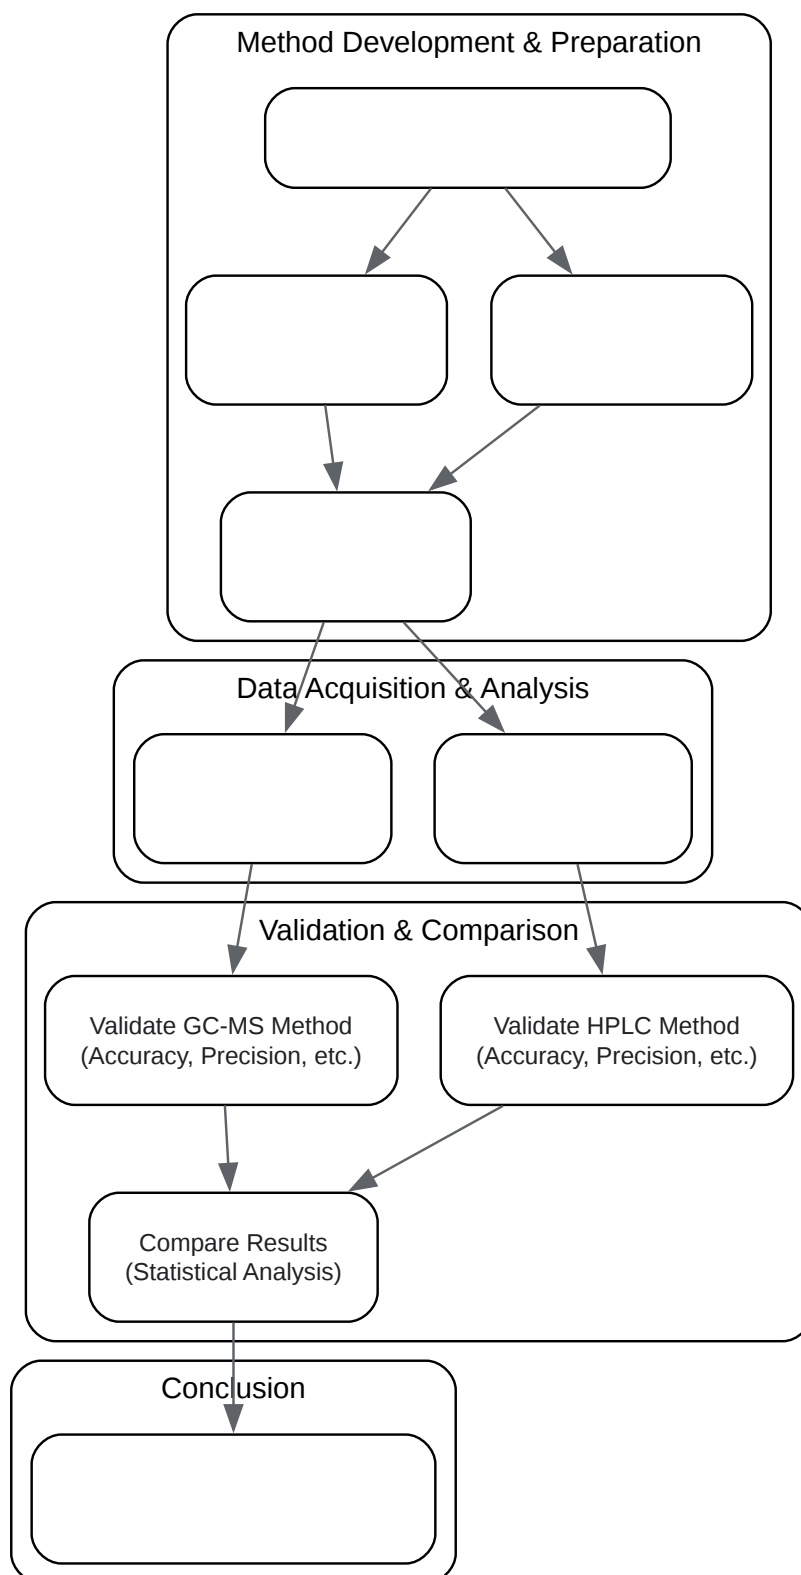 Method Development & Preparation
Data Acquisition & Analysis
Validation & Comparison
Validate GC-MS Method
(Accuracy, Precision, etc.)
Validate HPLC Method
(Accuracy, Precision, etc.)
Compare Results
(Statistical Analysis)
Conclusion